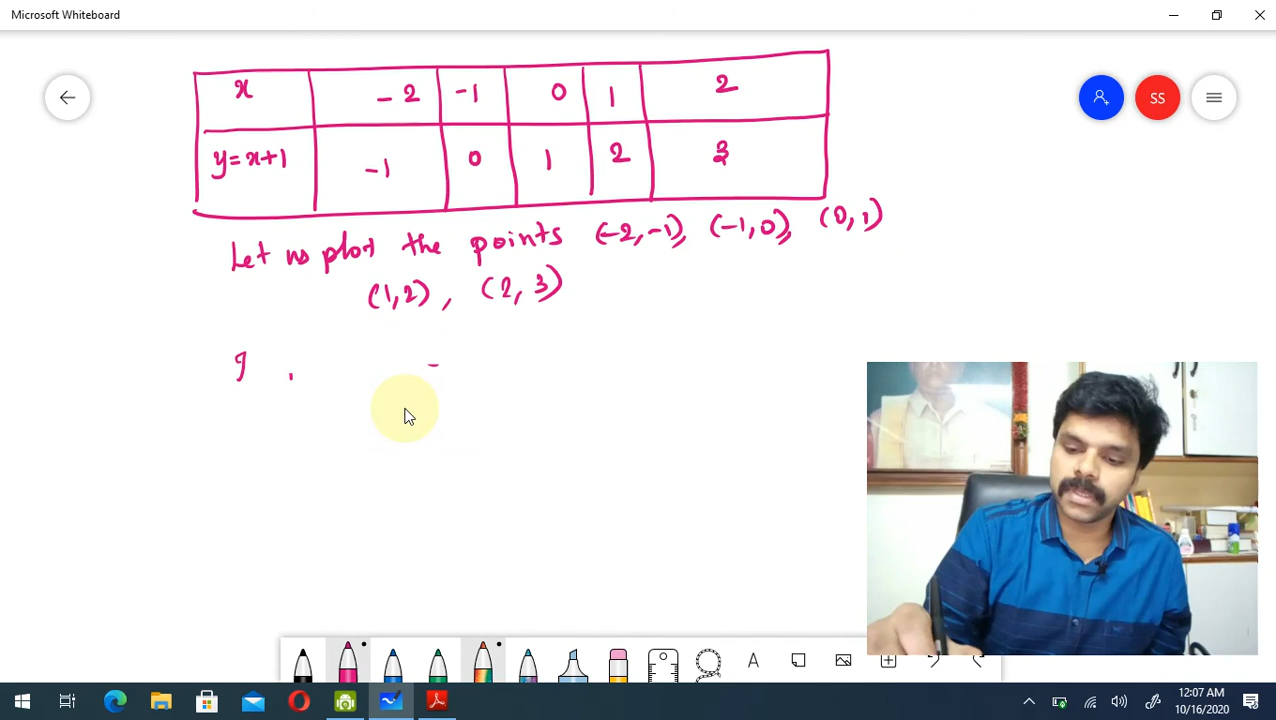 Microsoft Whiteboard
x -2 -1 0 1 2
y=x+1 -1 0 1 2 3
Let us plot the points (-2,-1), (-1,0), (0,1)
(1,2), (2,3)
SS
A
12:07 AM
10/16/2020